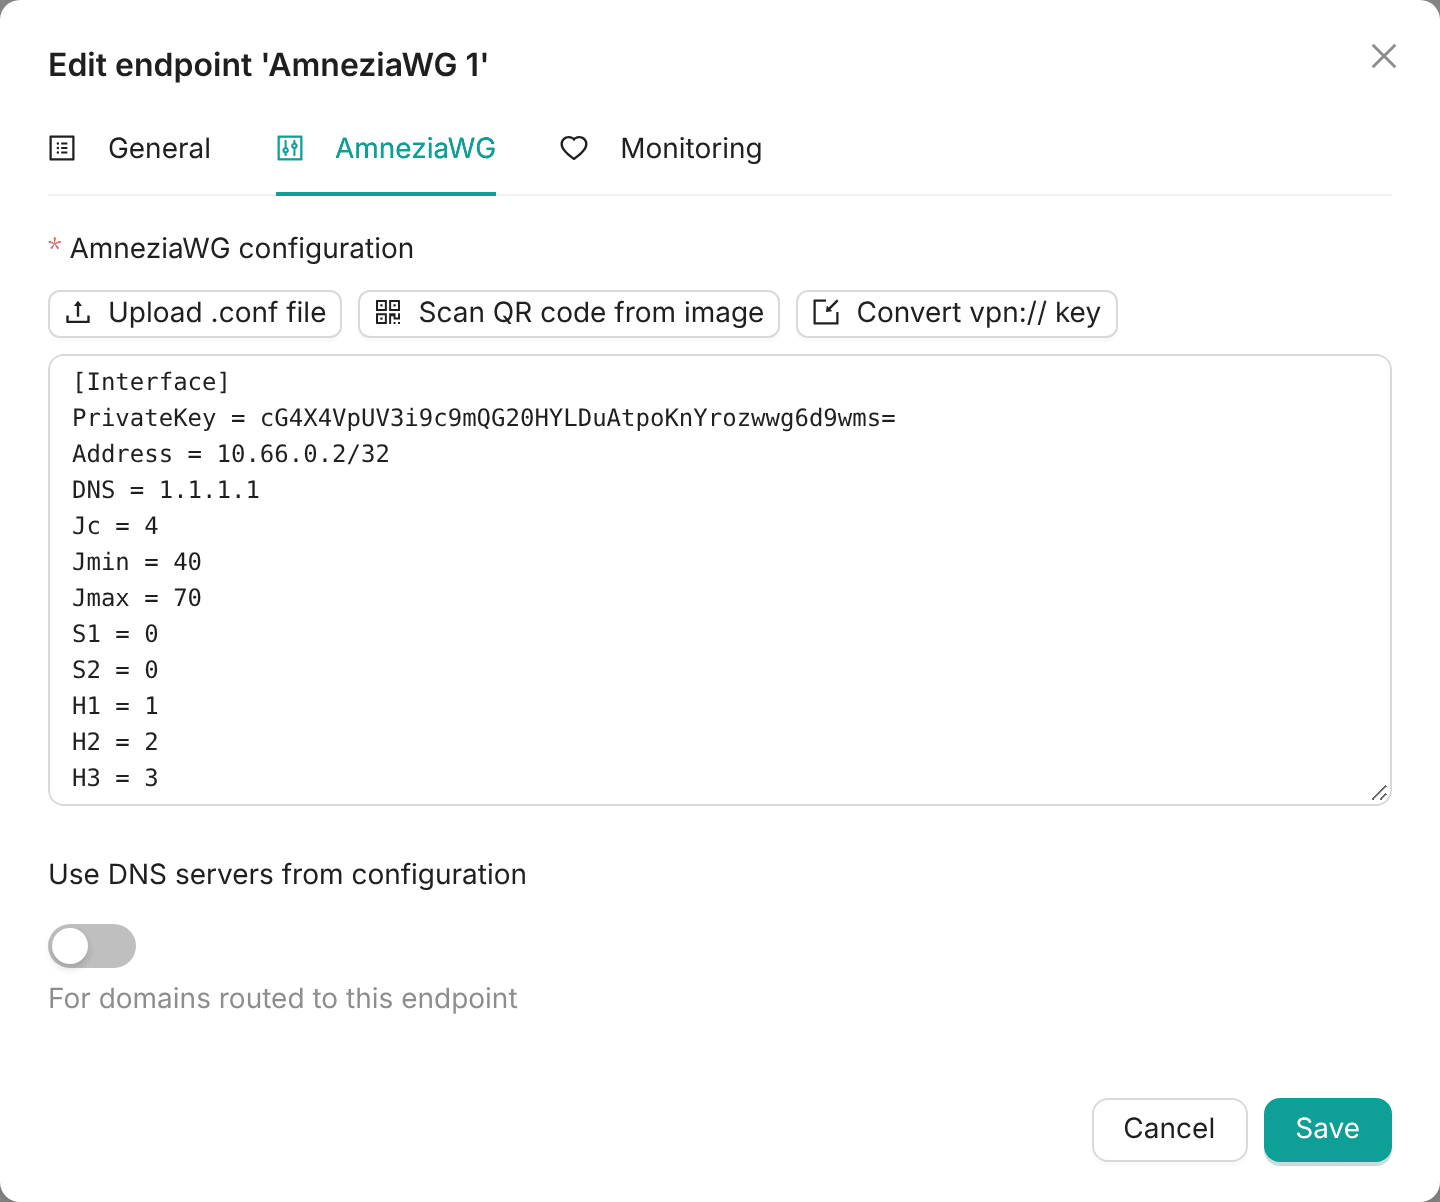 Edit endpoint 'AmneziaWG 1'
General AmneziaWG Monitoring
* AmneziaWG configuration
Upload .conf file Scan QR code from image Convert vpn:// key
[Interface]
PrivateKey = cG4X4VpUV3i9c9mQG20HYLDuAtpoKnYrozwwg6d9wms=
Address = 10.66.0.2/32
DNS = 1.1.1.1
Jc = 4
Jmin = 40
Jmax = 70
S1 = 0
S2 = 0
H1 = 1
H2 = 2
H3 = 3
Use DNS servers from configuration
For domains routed to this endpoint
Cancel Save